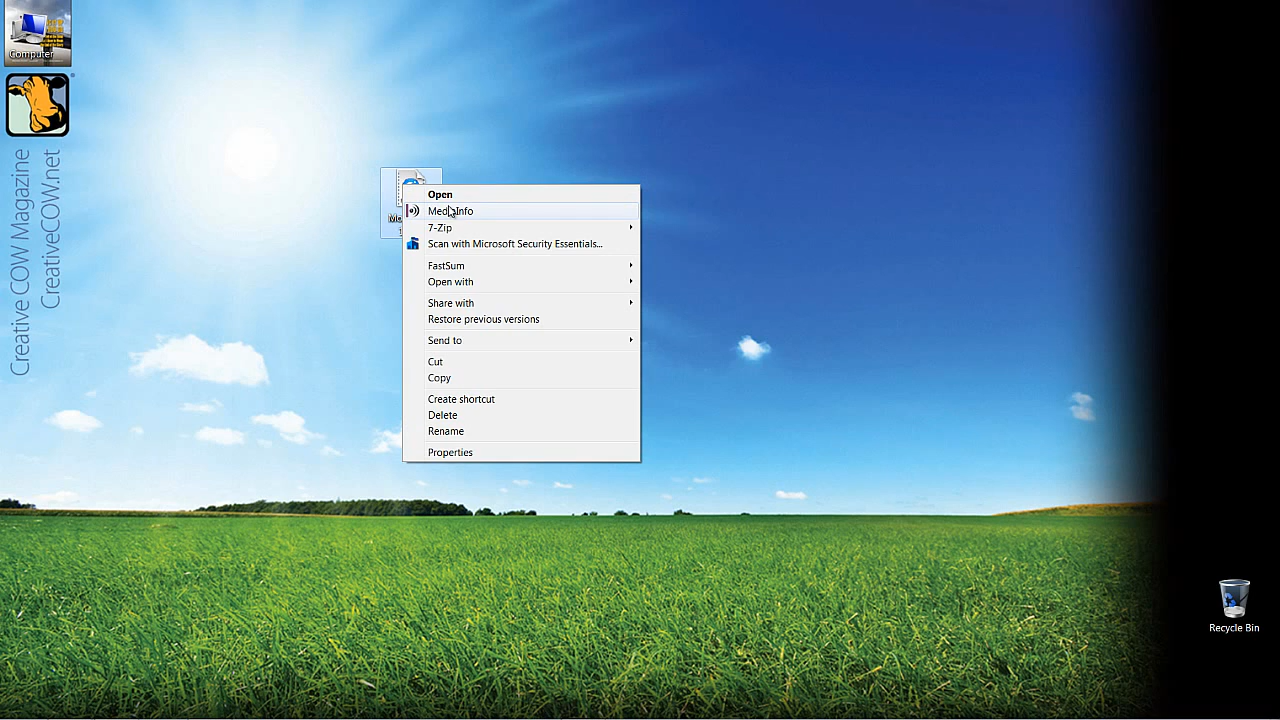 Computer
Creative COW Magazine
CreativeCOW.net
Open
MediaInfo
7-Zip
Scan with Microsoft Security Essentials...
FastSum
Open with
Share with
Restore previous versions
Send to
Cut
Copy
Create shortcut
Delete
Rename
Properties
Recycle Bin